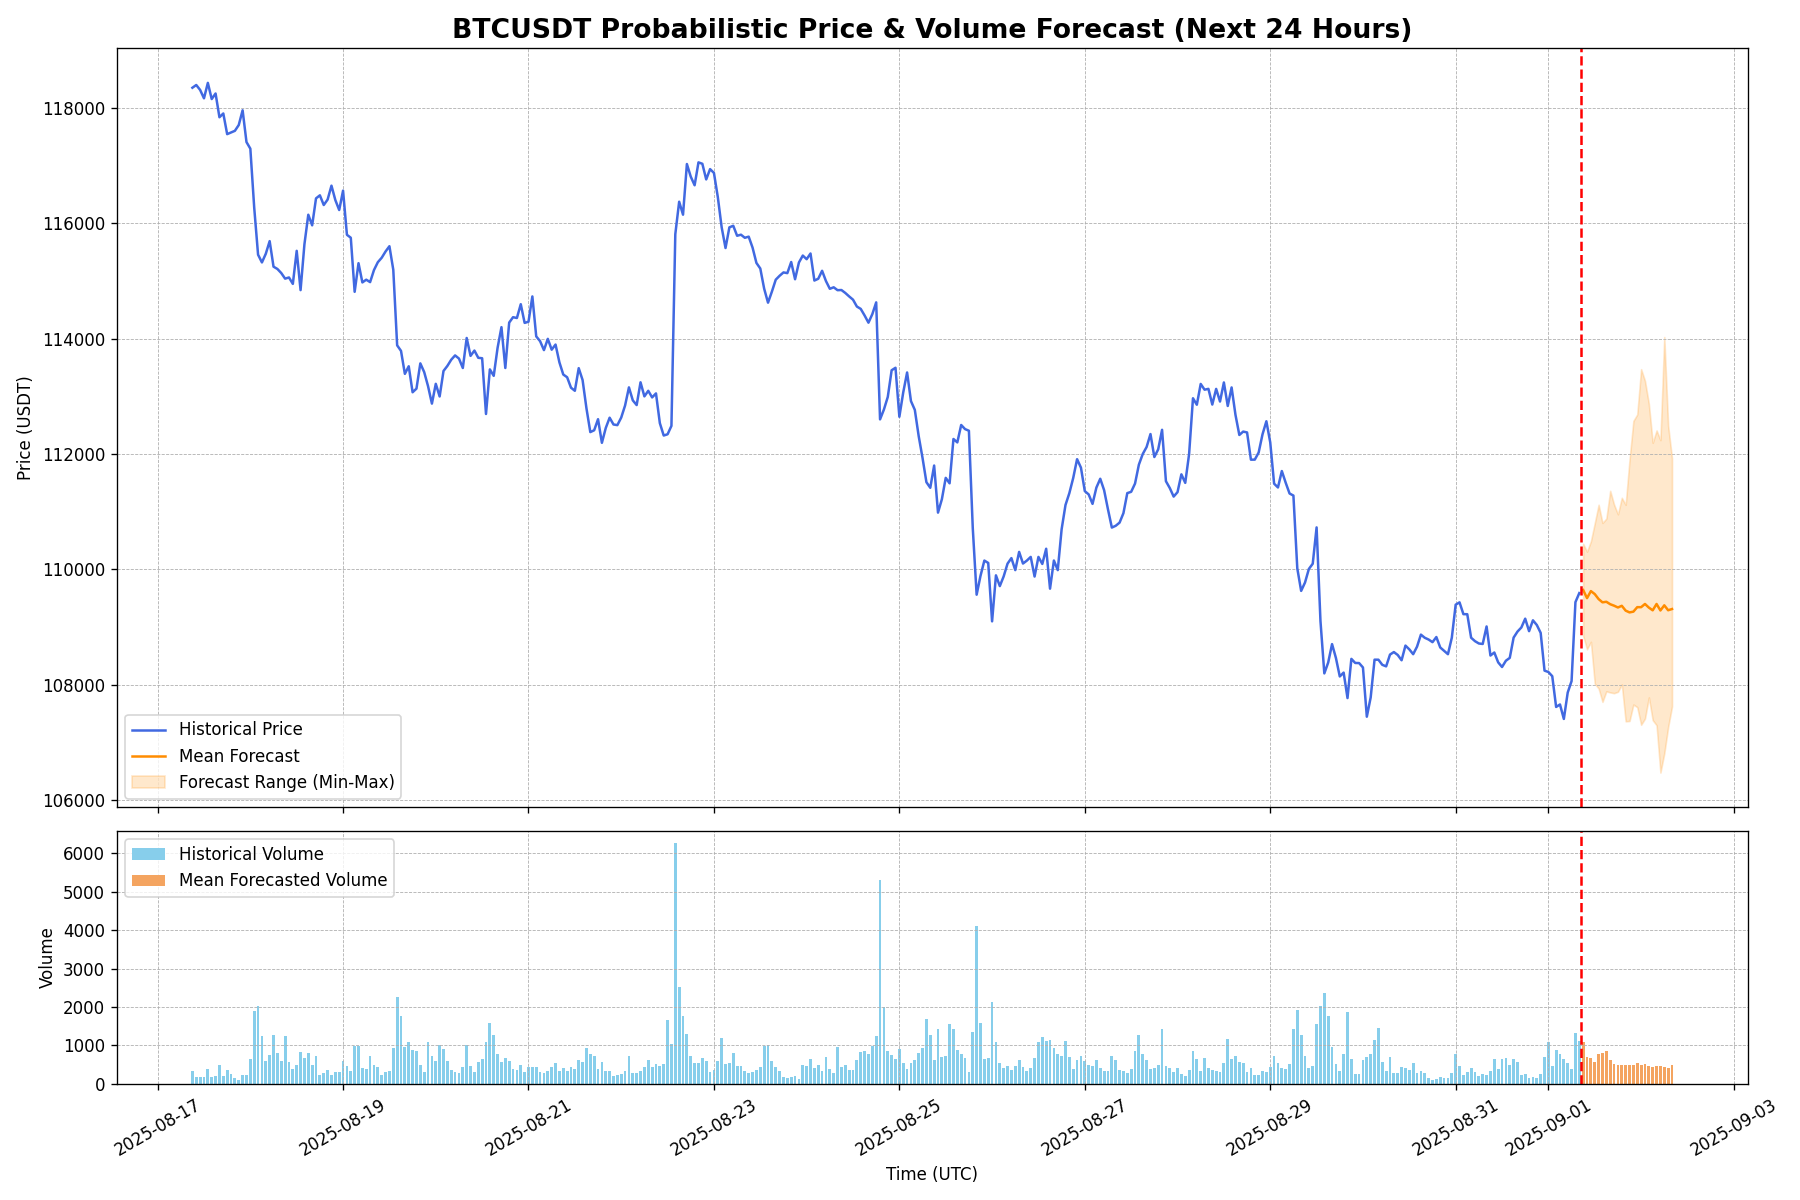 BTCUSDT Probabilistic Price & Volume Forecast (Next 24 Hours)
118000
116000
114000
112000
110000
108000
106000
Price (USDT)
Historical Price
Mean Forecast
Forecast Range (Min-Max)
6000
5000
4000
3000
2000
1000
0
Volume
Historical Volume
Mean Forecasted Volume
2025-08-17
2025-08-19
2025-08-21
2025-08-23
2025-08-25
2025-08-27
2025-08-29
2025-08-31
2025-09-01
2025-09-03
Time (UTC)